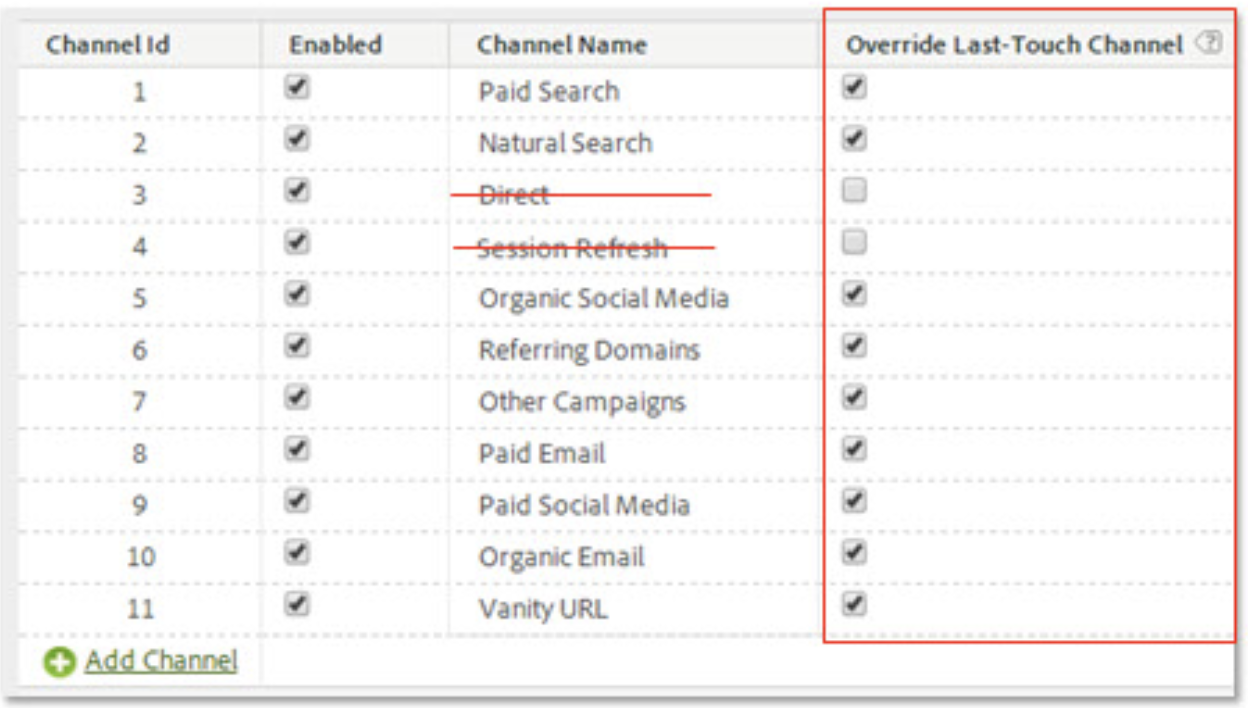 Channel Id Enabled Channel Name Override Last-Touch Channel ?
1 Paid Search
2 Natural Search
3 Direct
4 Session Refresh
5 Organic Social Media
6 Referring Domains
7 Other Campaigns
8 Paid Email
9 Paid Social Media
10 Organic Email
11 Vanity URL
Add Channel